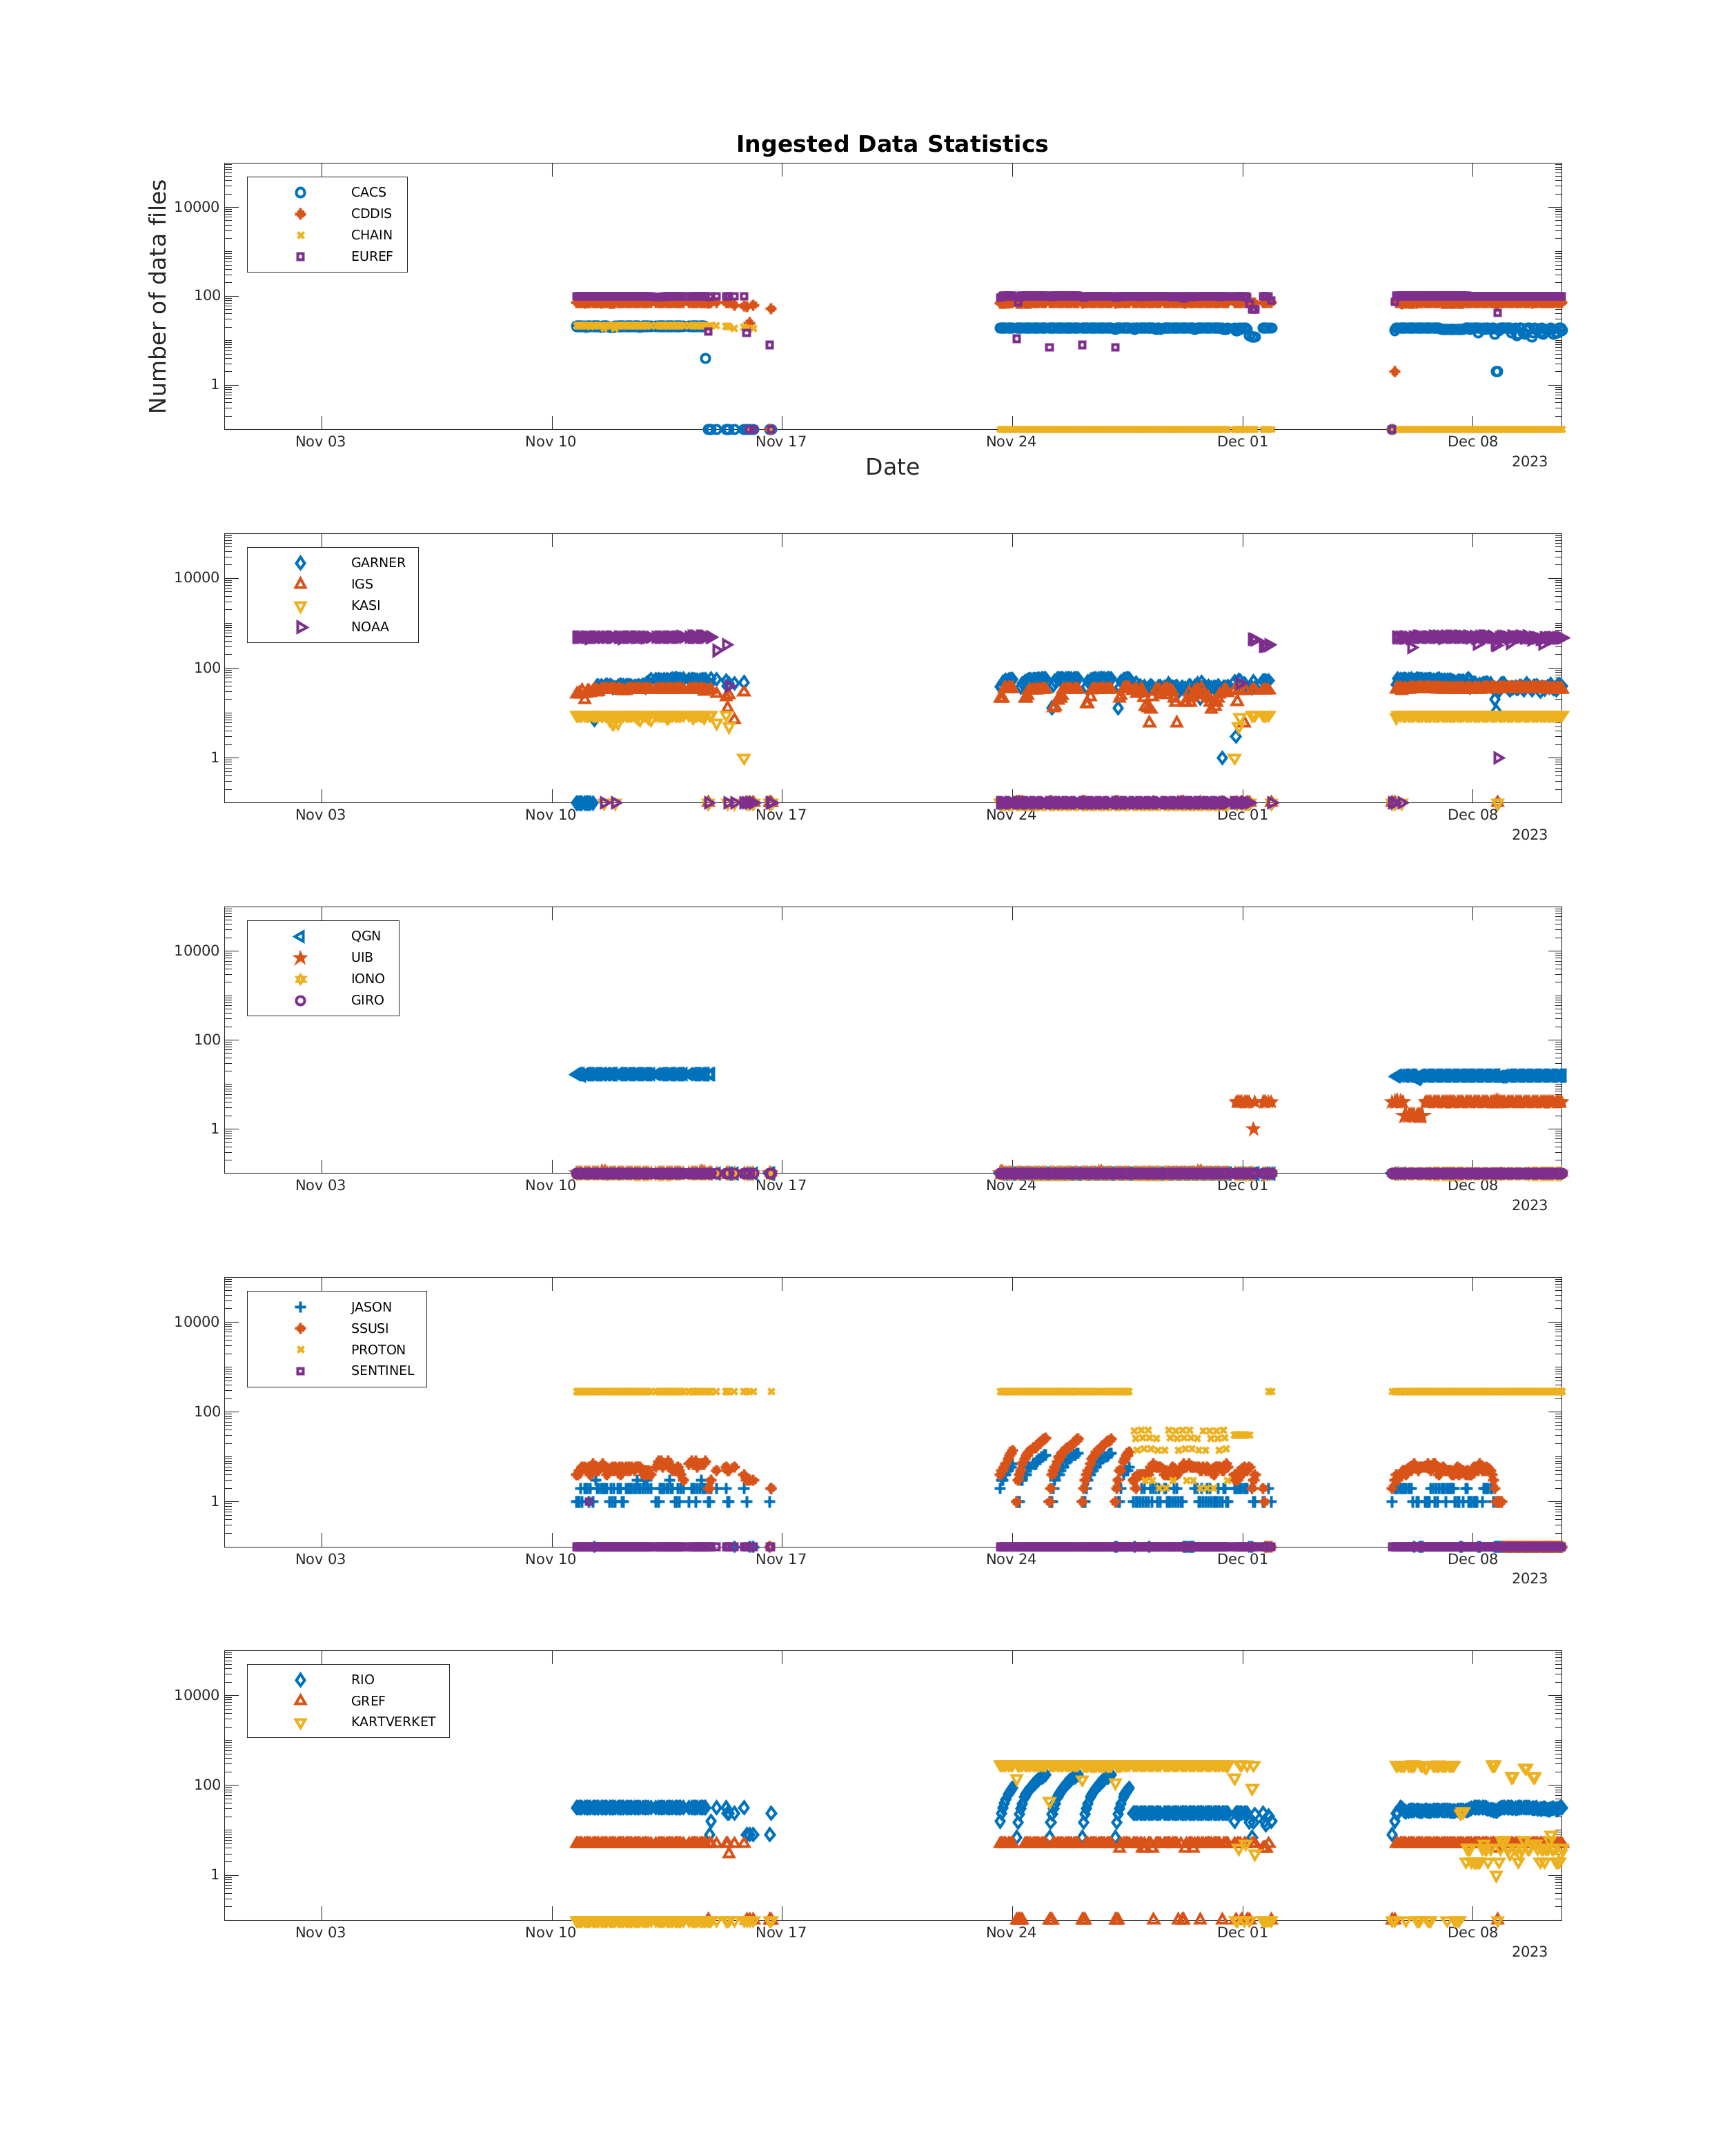 Ingested Data Statistics
Number of data files
10000
100
1
CACS
CDDIS
CHAIN
EUREF
Nov 03 Nov 10 Nov 17 Nov 24 Dec 01 Dec 08
2023
Date
10000
100
1
GARNER
IGS
KASI
NOAA
Nov 03 Nov 10 Nov 17 Nov 24 Dec 01 Dec 08
2023
10000
100
1
QGN
UIB
IONO
GIRO
Nov 03 Nov 10 Nov 17 Nov 24 Dec 01 Dec 08
2023
10000
100
1
JASON
SSUSI
PROTON
SENTINEL
Nov 03 Nov 10 Nov 17 Nov 24 Dec 01 Dec 08
2023
10000
100
1
RIO
GREF
KARTVERKET
Nov 03 Nov 10 Nov 17 Nov 24 Dec 01 Dec 08
2023